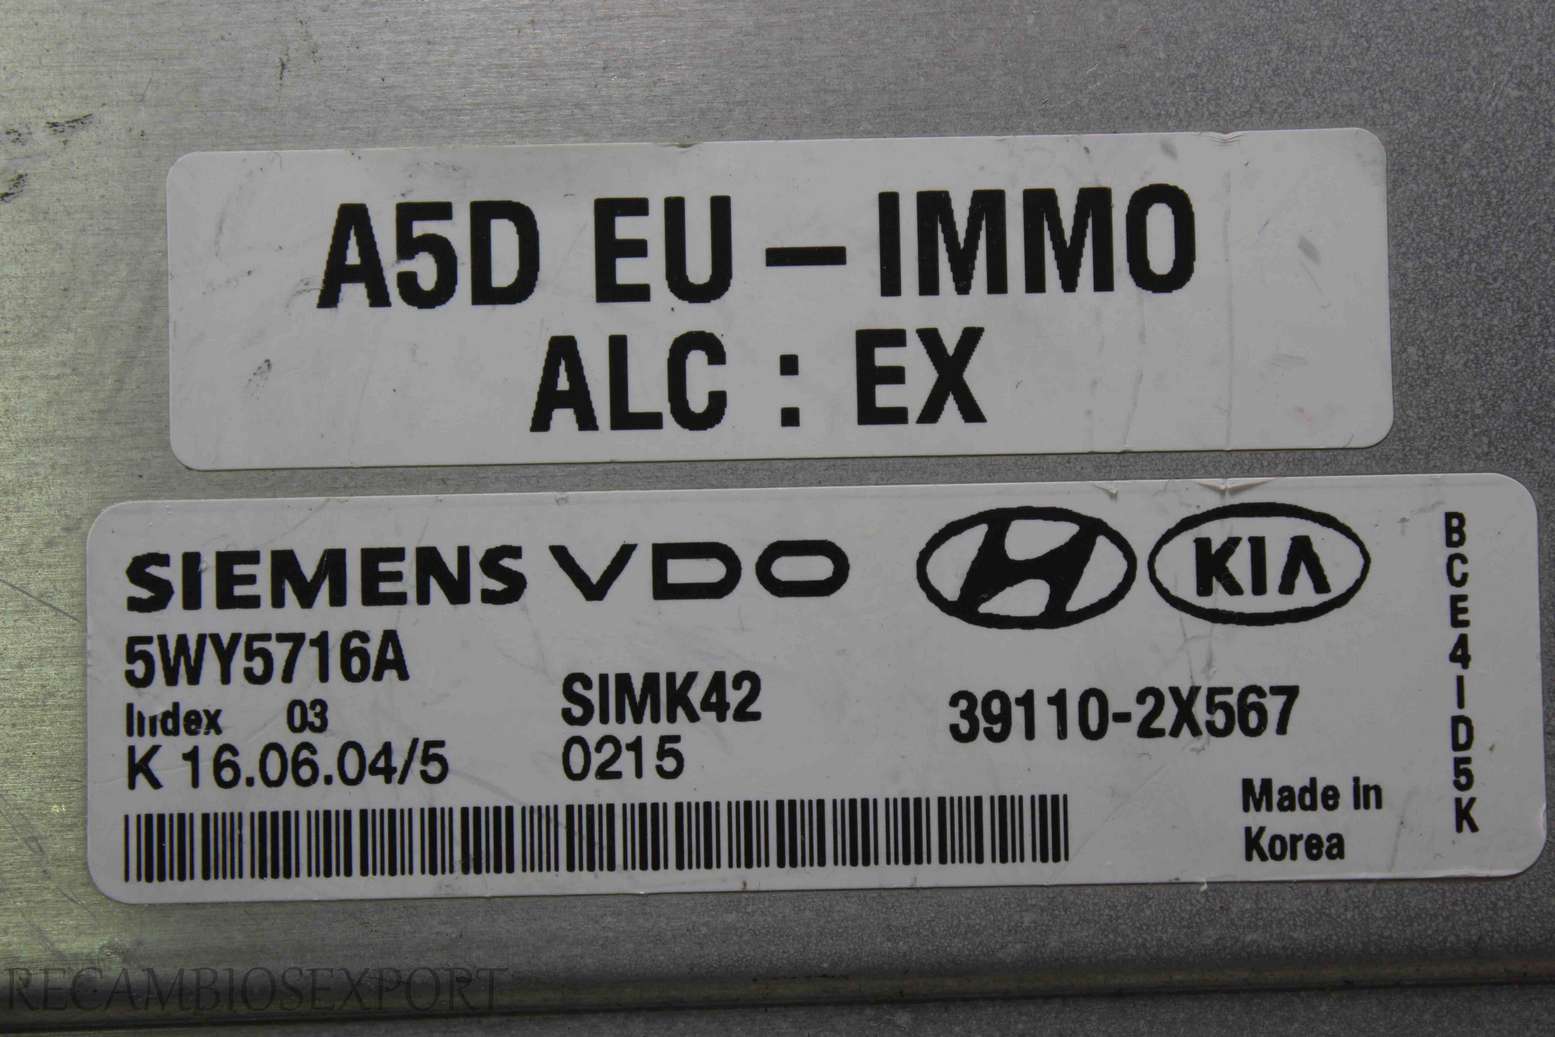 A5D EU – IMMO
ALC : EX
SIEMENS VDO
KIA
5WY5716A
Index 03
SIMK42
39110-2X567
K 16.06.04/5
0215
Made in
Korea
BCE4ID5K
RECAMBIOSEXPORT